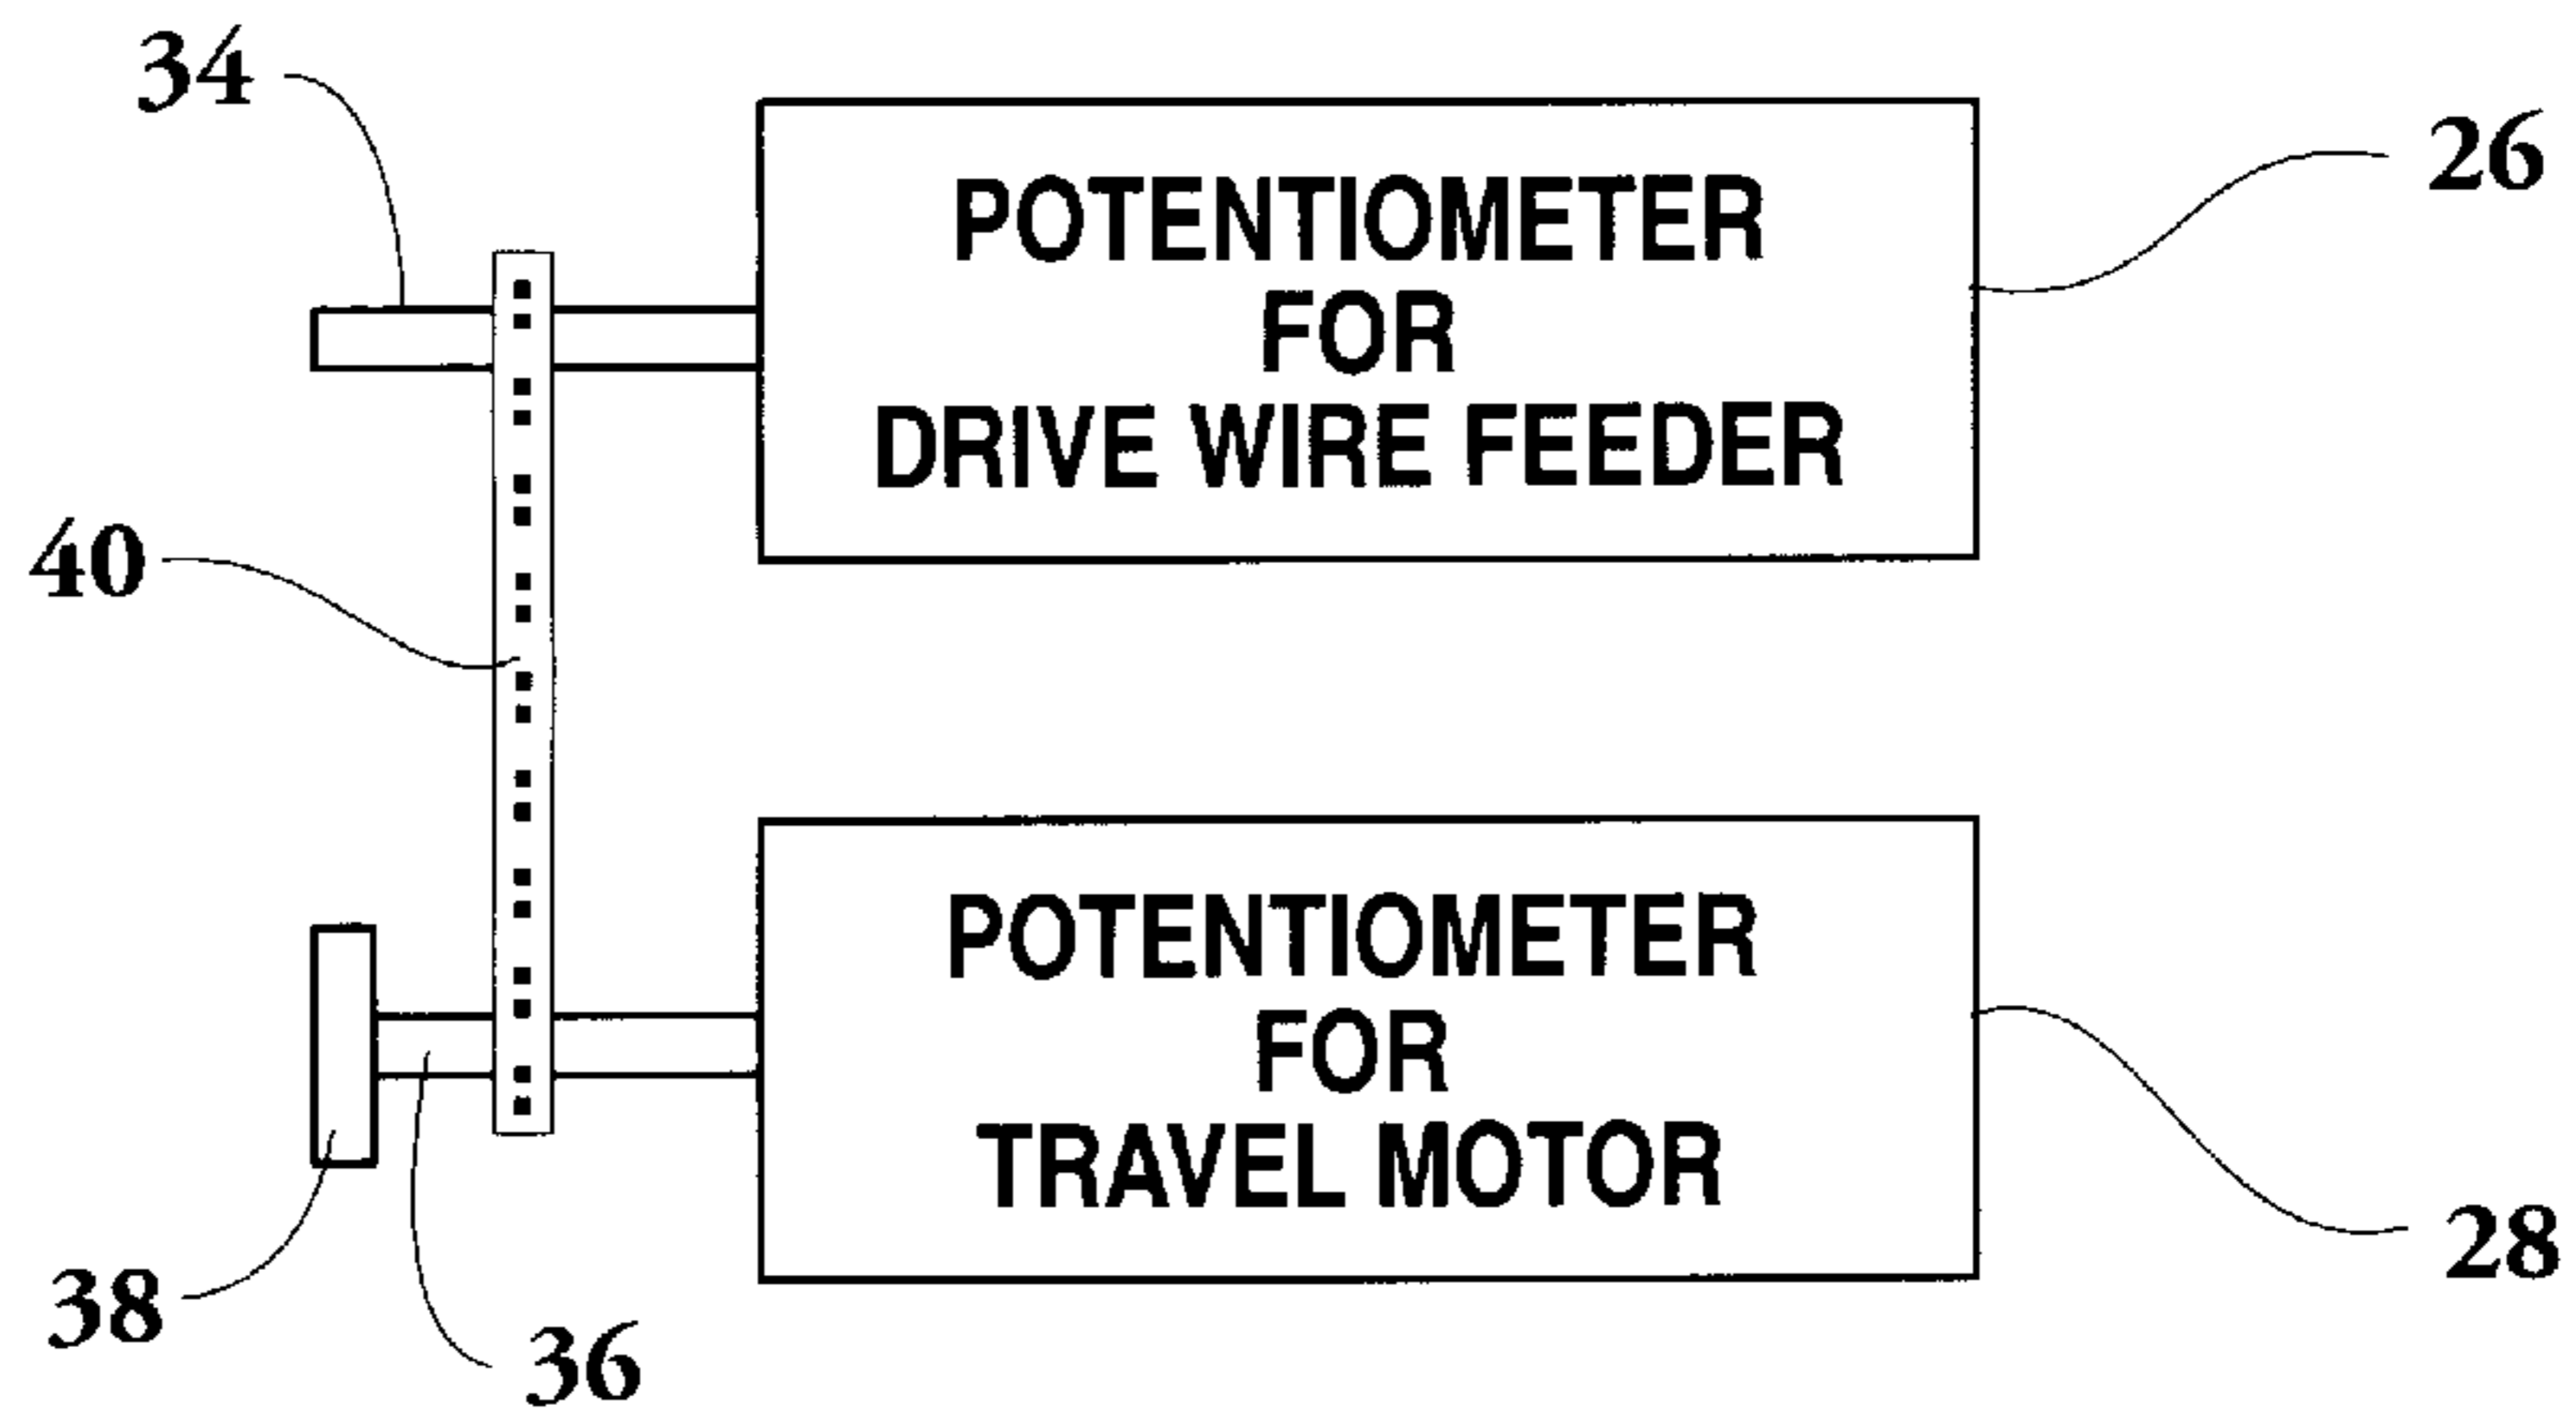 34
26
POTENTIOMETER
FOR
DRIVE WIRE FEEDER
40
POTENTIOMETER
FOR
TRAVEL MOTOR
28
38
36